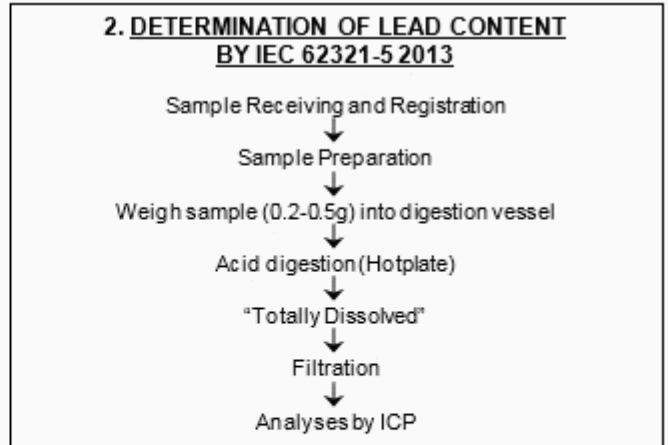 2. DETERMINATION OF LEAD CONTENT
BY IEC 62321-5 2013
Sample Receiving and Registration
Sample Preparation
Weigh sample (0.2-0.5g) into digestion vessel
Acid digestion (Hotplate)
“Totally Dissolved”
Filtration
Analyses by ICP